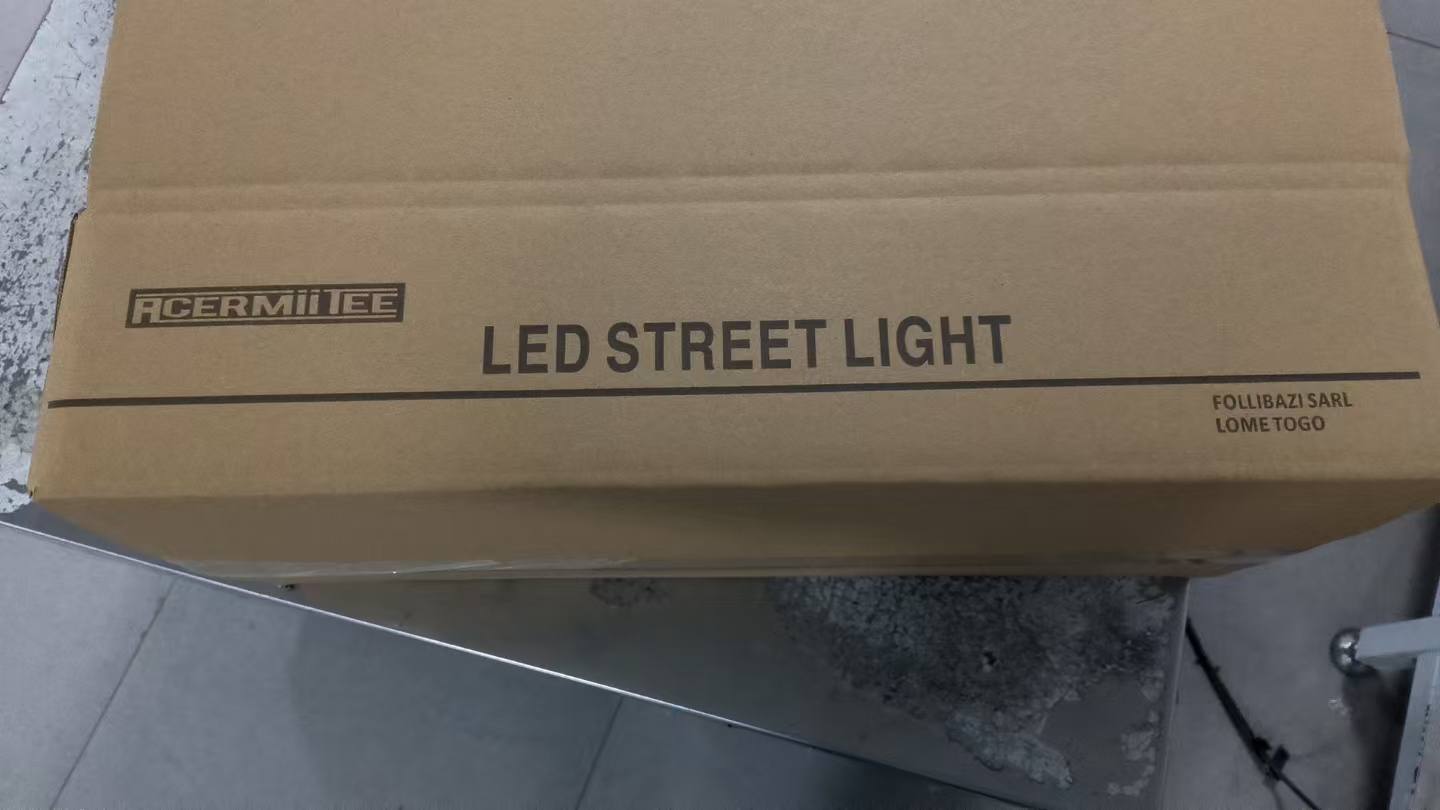 ACERMIITEE
LED STREET LIGHT
FOLLIBAZI SARL
LOME TOGO